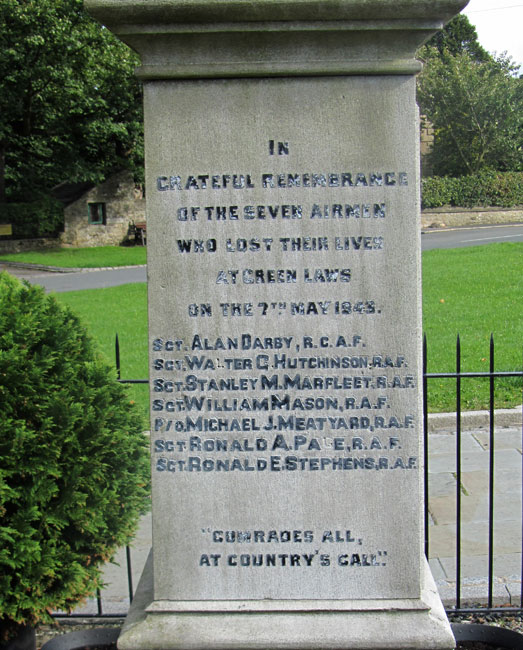 IN
GRATEFUL REMEMBRANCE
OF THE SEVEN AIRMEN
WHO LOST THEIR LIVES
AT GREEN LAWS
ON THE 7TH MAY 1943.
SGT. ALAN DARBY, R.C.A.F.
SGT. WALTER G. HUTCHINSON, R.A.F.
SGT. STANLEY M. MARFLEET, R.A.F.
SGT. WILLIAM MASON, R.A.F.
P/O. MICHAEL J. MEATYARD, R.A.F.
SGT. RONALD A. PAGE, R.A.F.
SGT. RONALD E. STEPHENS, R.A.F.
"COMRADES ALL,
AT COUNTRY'S CALL".